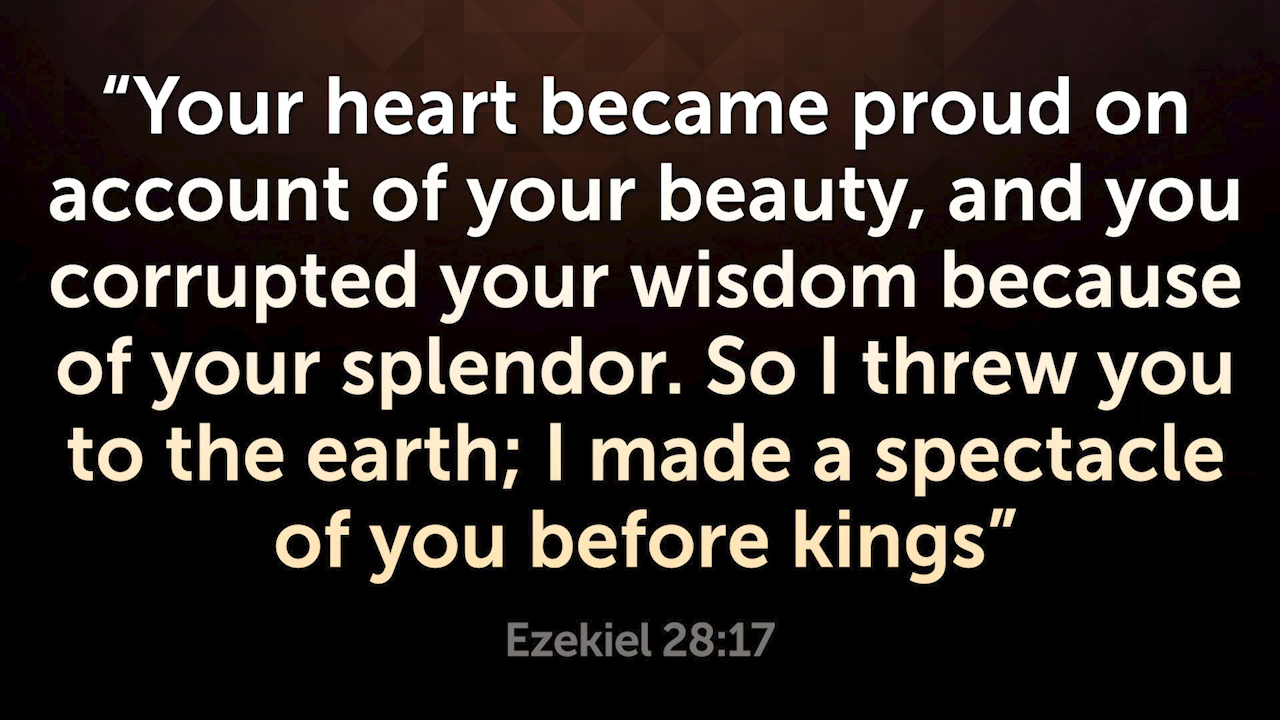 “Your heart became proud on
account of your beauty, and you
corrupted your wisdom because
of your splendor. So I threw you
to the earth; I made a spectacle
of you before kings”
Ezekiel 28:17